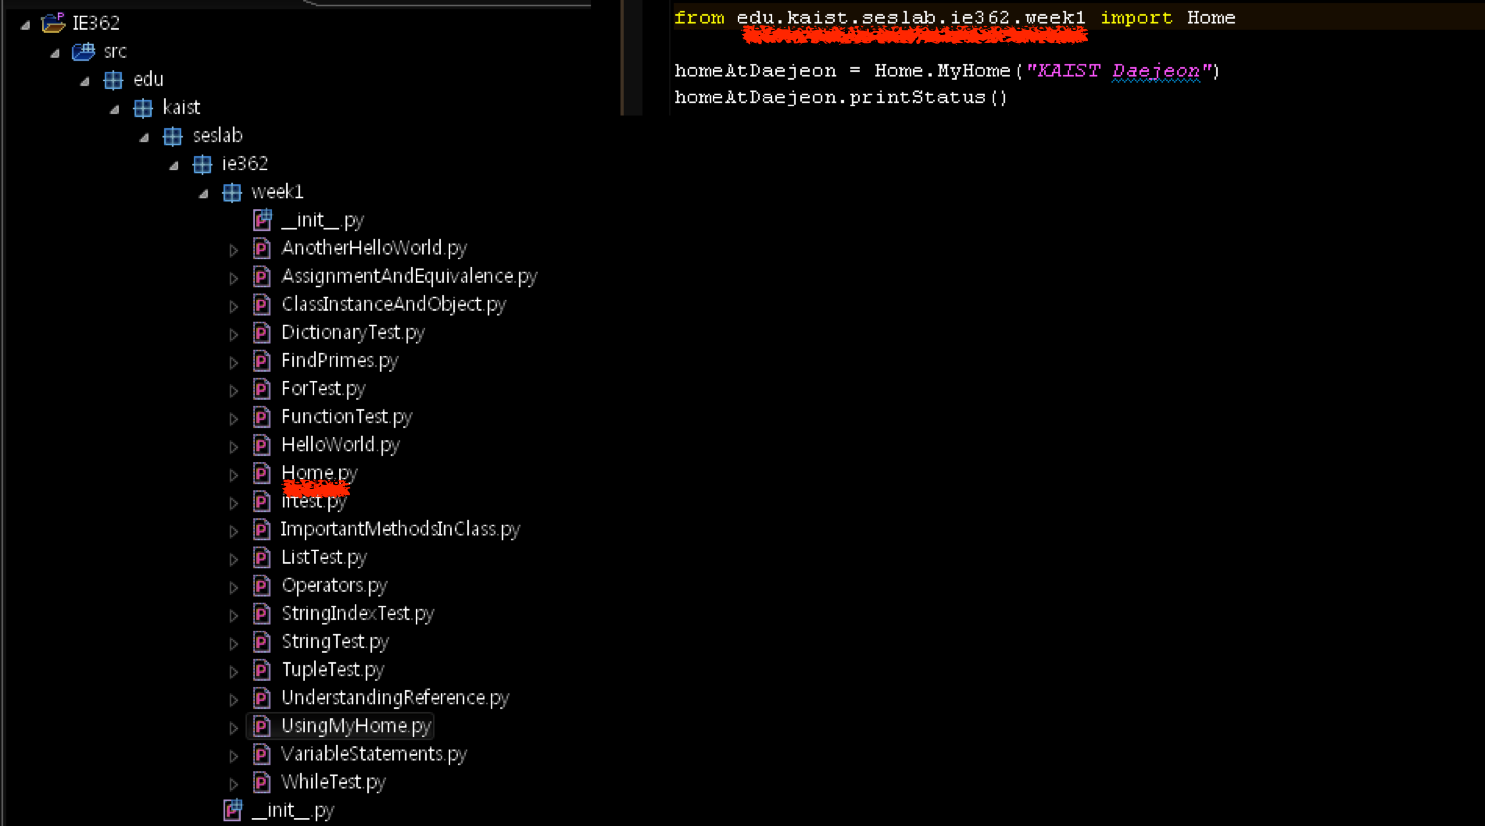 IE362
src
edu
kaist
seslab
ie362
week1
__init__.py
AnotherHelloWorld.py
AssignmentAndEquivalence.py
ClassInstanceAndObject.py
DictionaryTest.py
FindPrimes.py
ForTest.py
FunctionTest.py
HelloWorld.py
Home.py
iftest.py
ImportantMethodsInClass.py
ListTest.py
Operators.py
StringIndexTest.py
StringTest.py
TupleTest.py
UnderstandingReference.py
UsingMyHome.py
VariableStatements.py
WhileTest.py
__init__.py
from edu.kaist.seslab.ie362.week1 import Home
homeAtDaejeon = Home.MyHome("KAIST Daejeon")
homeAtDaejeon.printStatus()